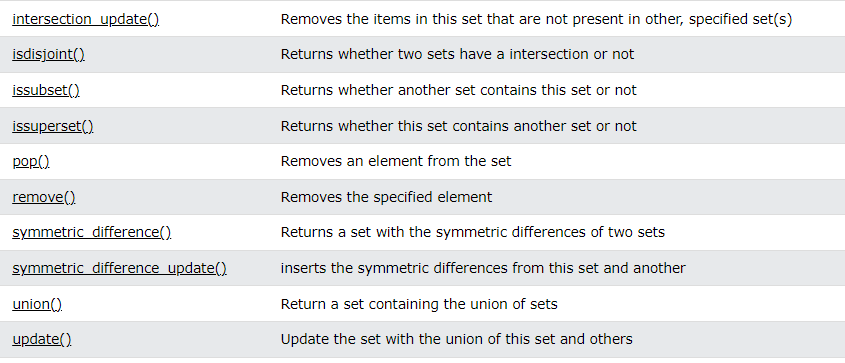 intersection_update() Removes the items in this set that are not present in other, specified set(s)
isdisjoint() Returns whether two sets have a intersection or not
issubset() Returns whether another set contains this set or not
issuperset() Returns whether this set contains another set or not
pop() Removes an element from the set
remove() Removes the specified element
symmetric_difference() Returns a set with the symmetric differences of two sets
symmetric_difference_update() inserts the symmetric differences from this set and another
union() Return a set containing the union of sets
update() Update the set with the union of this set and others